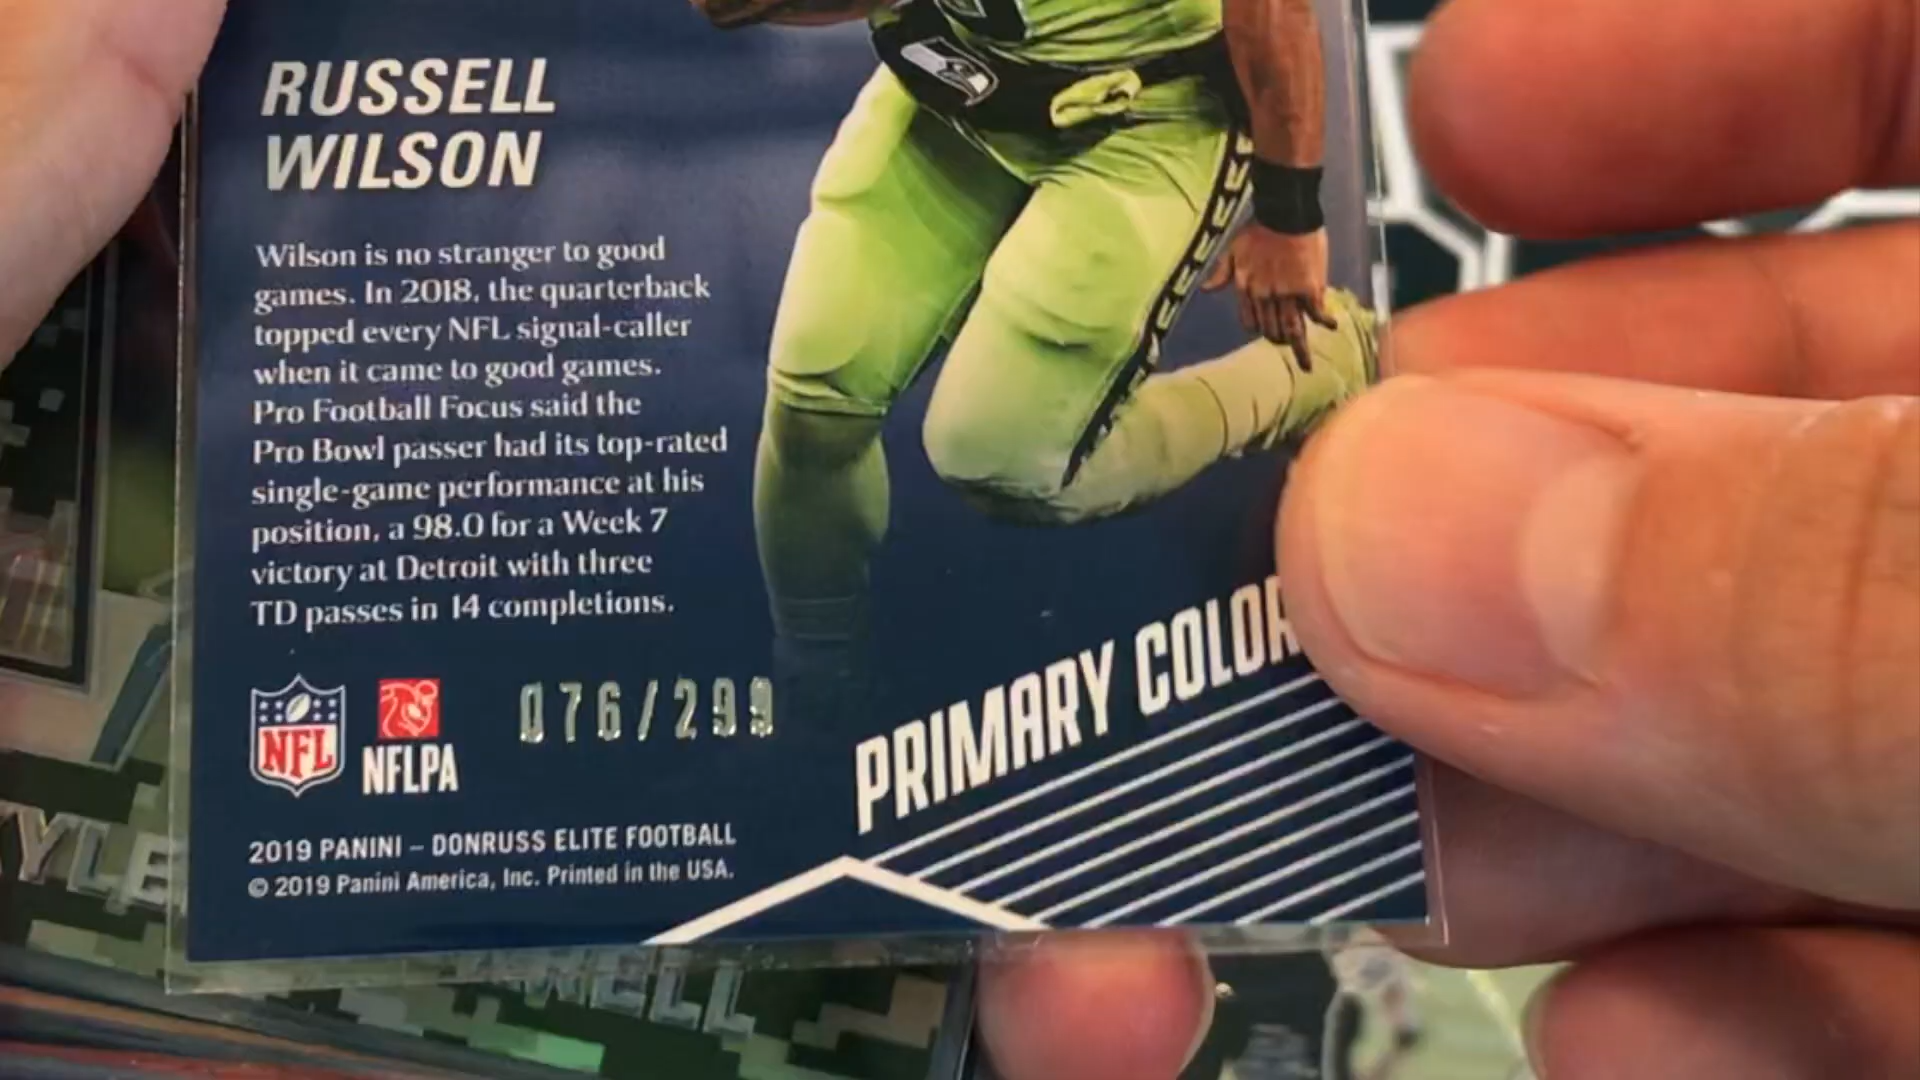 RUSSELL
WILSON
Wilson is no stranger to good
games. In 2018, the quarterback
topped every NFL signal-caller
when it came to good games.
Pro Football Focus said the
Pro Bowl passer had its top-rated
single-game performance at his
position, a 98.0 for a Week 7
victory at Detroit with three
TD passes in 14 completions.
NFL
NFLPA
076/299
PRIMARY COLOR
2019 PANINI – DONRUSS ELITE FOOTBALL
© 2019 Panini America, Inc. Printed in the USA.